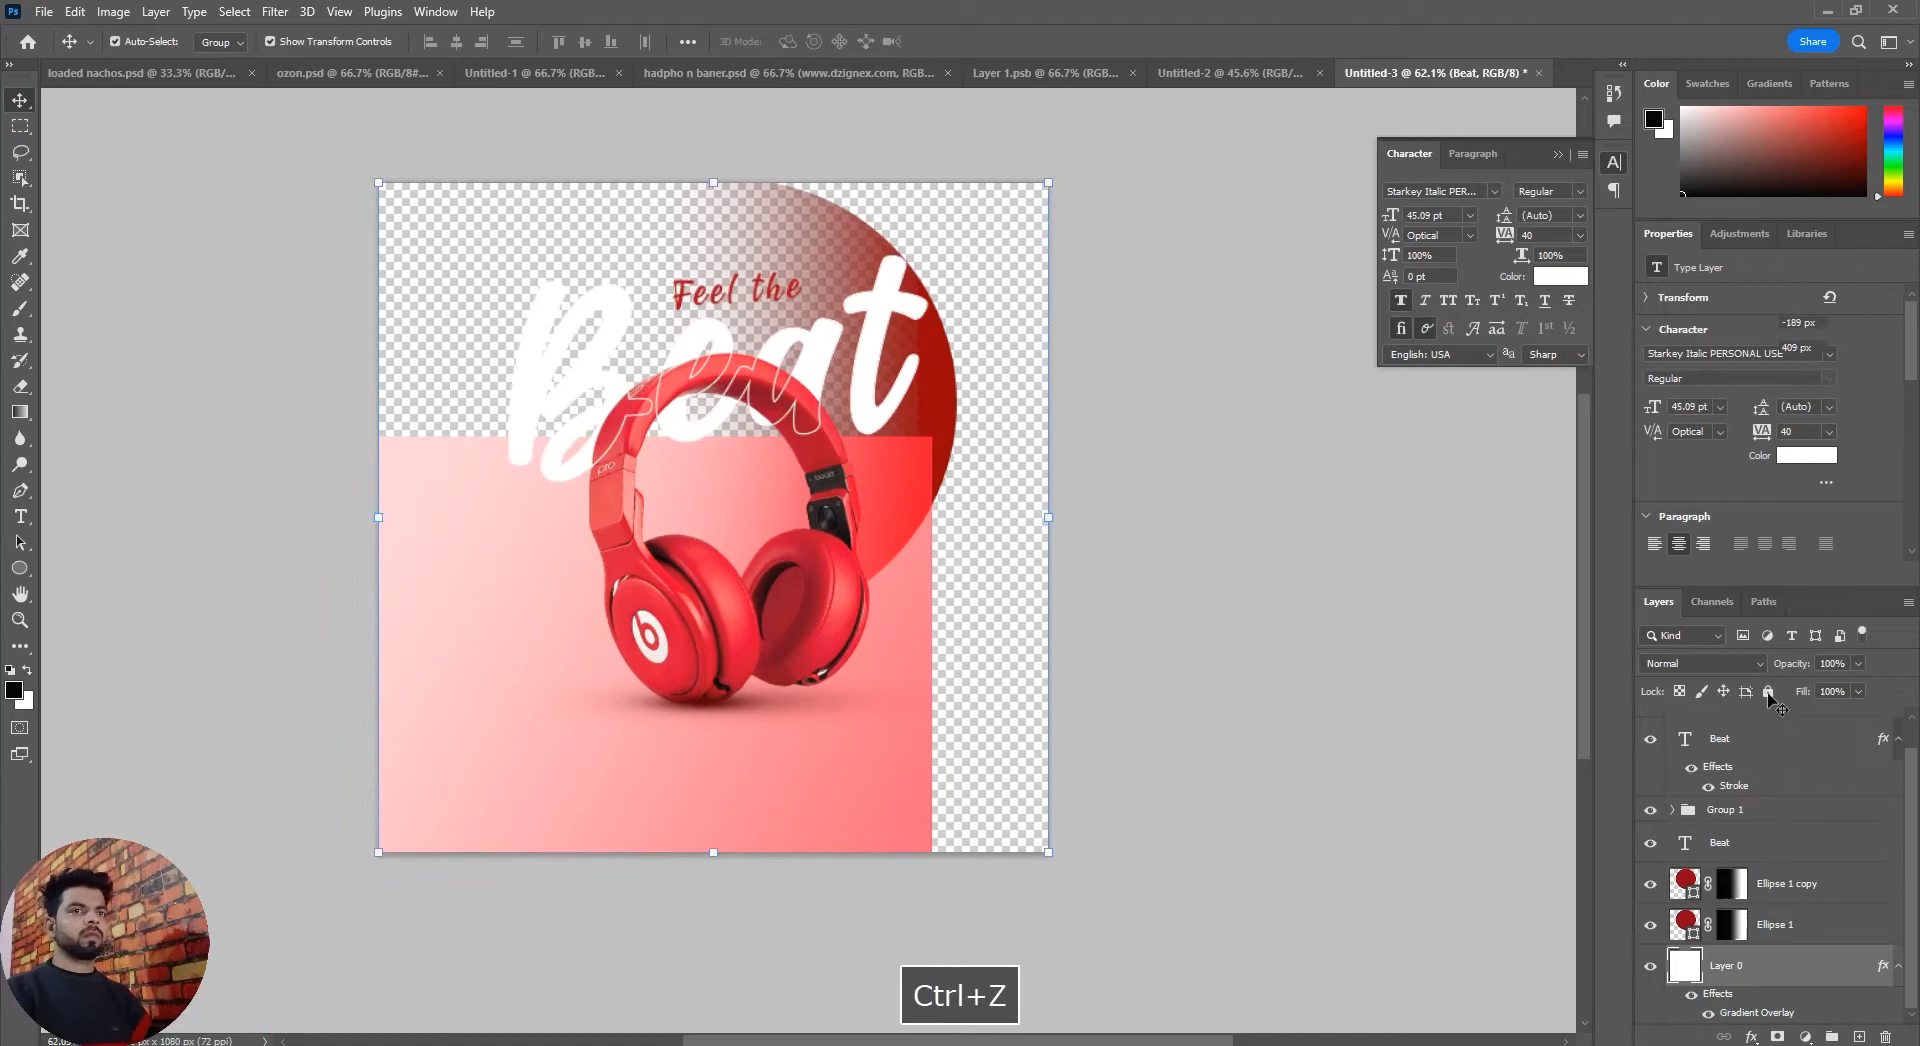 Ps File Edit Image Layer Type Select Filter 3D View Plugins Window Help
Auto-Select: Group Show Transform Controls 3D Mode: Share
loaded nachos.psd @ 33.3% (RGB/... ozon.psd @ 66.7% (RGB/8#... Untitled-1 @ 66.7% (RGB... hadpho n baner.psd @ 66.7% (www.dzignex.com, RGB... Layer 1.psb @ 66.7% (RGB... Untitled-2 @ 45.6% (RGB/... Untitled-3 @ 62.1% (Beat, RGB/8) *
Color Swatches Gradients Patterns
Character Paragraph
Starkey Italic PER... Regular
45.09 pt (Auto)
Optical 40
100% 100%
0 pt Color:
English: USA Sharp
Properties Adjustments Libraries
Type Layer
Transform
-189 px
Character
409 px
Starkey Italic PERSONAL USE
Regular
45.09 pt (Auto)
Optical 40
Color
Paragraph
Layers Channels Paths
Kind
Normal Opacity: 100%
Lock: Fill: 100%
Beat fx
Effects
Stroke
Group 1
Beat
Ellipse 1 copy
Ellipse 1
Layer 0 fx
Effects
Gradient Overlay
Feel the
Beat
pro
beats
b
Ctrl+Z
px x 1080 px (72 ppi)